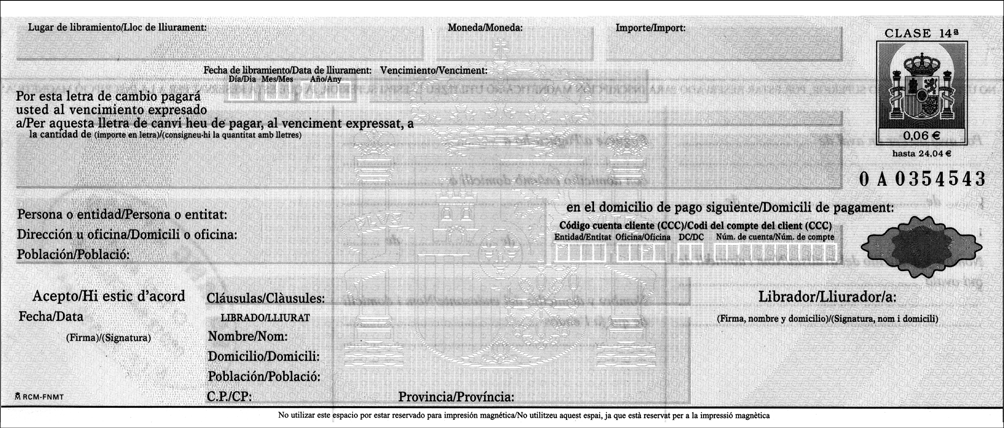 Lugar de libramiento/Lloc de lliurament: Moneda/Moneda: Importe/Import:
CLASE 14ª
Fecha de libramiento/Data de lliurament: Vencimiento/Venciment:
Día/Dia Mes/Mes Año/Any
Por esta letra de cambio pagará
usted al vencimiento expresado
a/Per aquesta lletra de canvi heu de pagar, al venciment expressat, a
la cantidad de (importe en letra)/(consigneu-hi la quantitat amb lletres)
0,06 €
hasta 24.04 €
0 A 0354543
Persona o entidad/Persona o entitat:
Dirección u oficina/Domicili o oficina:
Población/Població:
en el domicilio de pago siguiente/Domicili de pagament:
Código cuenta cliente (CCC)/Codi del compte del client (CCC)
Entidad/Entitat Oficina/Oficina DC/DC Núm. de cuenta/Núm. de compte
Acepto/Hi estic d'acord
Fecha/Data
(Firma)/(Signatura)
Cláusulas/Clàusules:
LIBRADO/LLIURAT
Nombre/Nom:
Domicilio/Domicili:
Población/Població:
C.P./CP: Provincia/Província:
Librador/Lliurador/a:
(Firma, nombre y domicilio)/(Signatura, nom i domicili)
RCM-FNMT
No utilizar este espacio por estar reservado para impresión magnética/No utilitzeu aquest espai, ja que està reservat per a la impressió magnètica